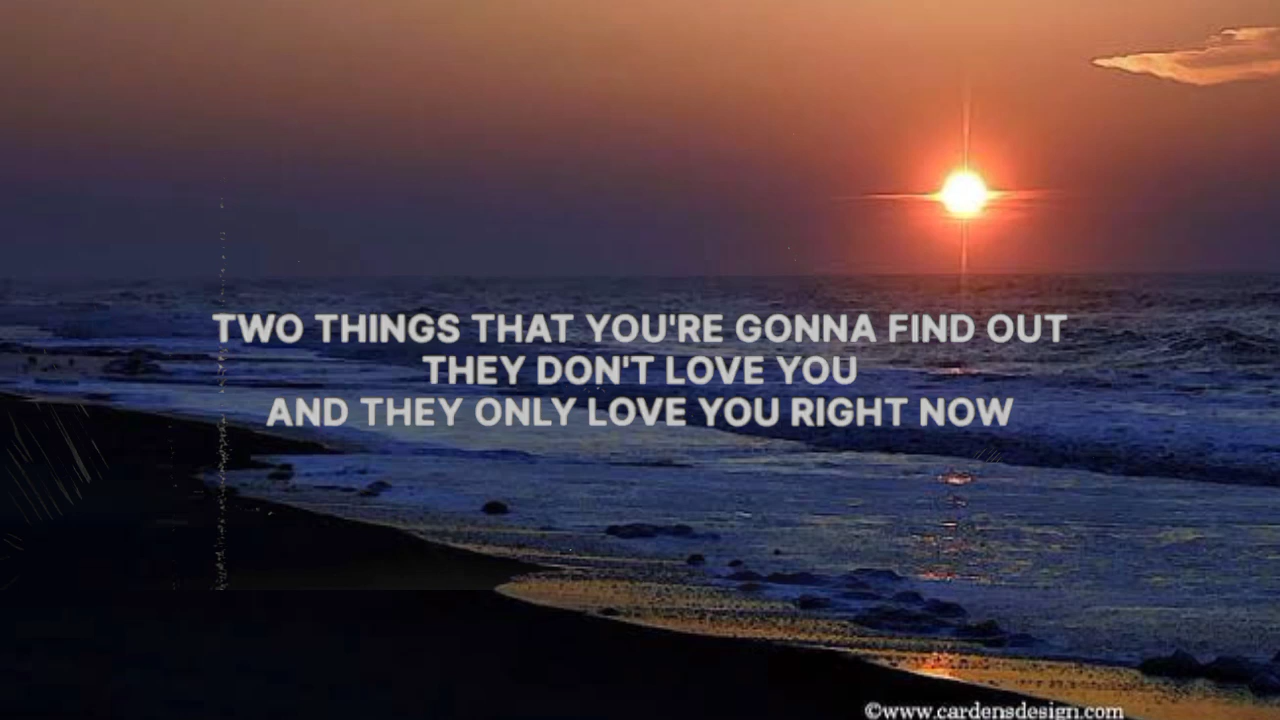 TWO THINGS THAT YOU'RE GONNA FIND OUT
THEY DON'T LOVE YOU
AND THEY ONLY LOVE YOU RIGHT NOW
©www.cardensdesign.com